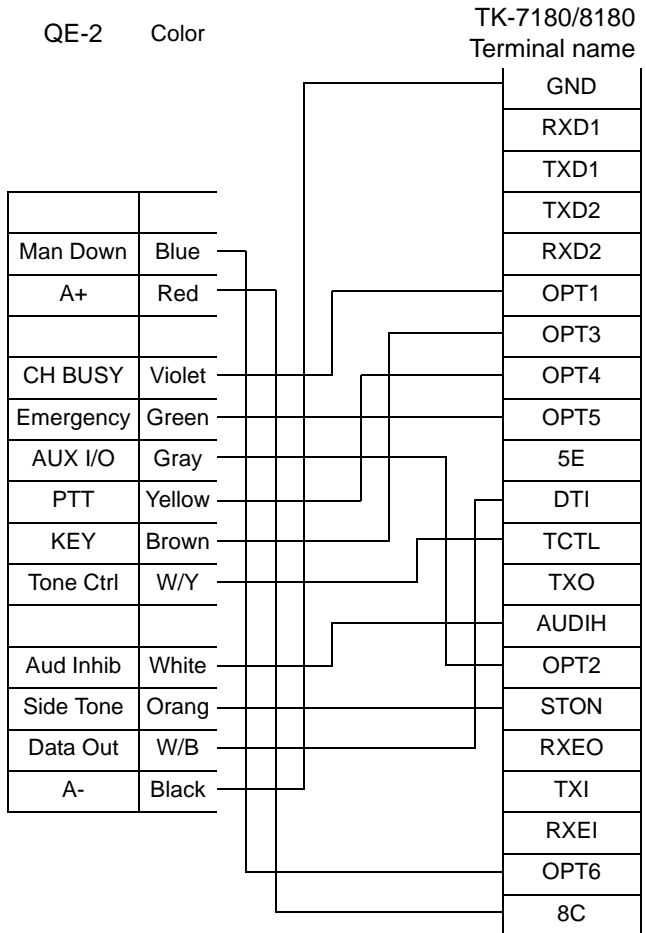 QE-2 Color
TK-7180/8180
Terminal name
GND
RXD1
TXD1
TXD2
Man Down Blue RXD2
A+ Red OPT1
OPT3
CH BUSY Violet OPT4
Emergency Green OPT5
AUX I/O Gray 5E
PTT Yellow DTI
KEY Brown TCTL
Tone Ctrl W/Y TXO
AUDIH
Aud Inhib White OPT2
Side Tone Orang STON
Data Out W/B RXEO
A- Black TXI
RXEI
OPT6
8C